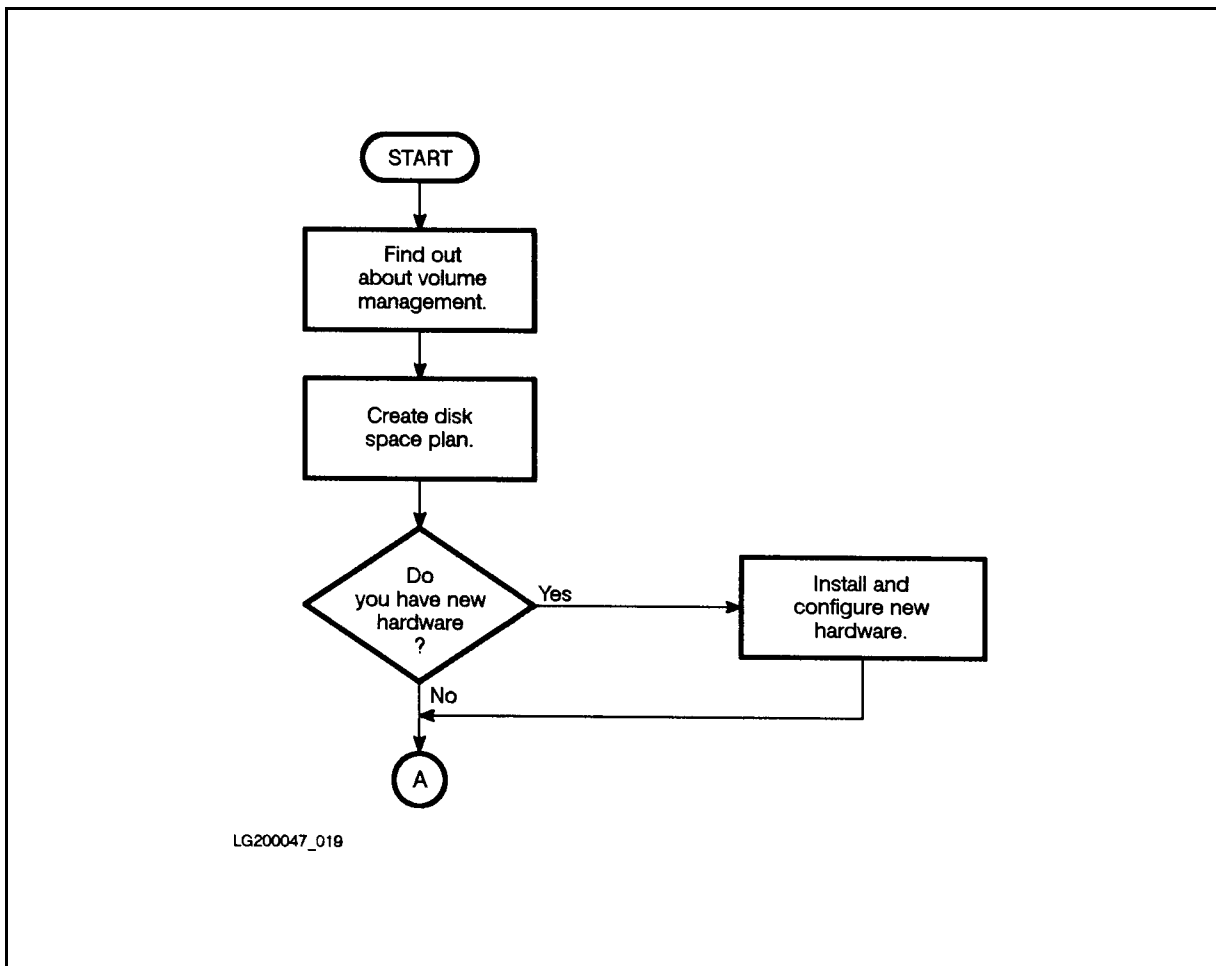 START
Find out
about volume
management.
Create disk
space plan.
Do
you have new
hardware
?
Yes
Install and
configure new
hardware.
No
A
LG200047_019